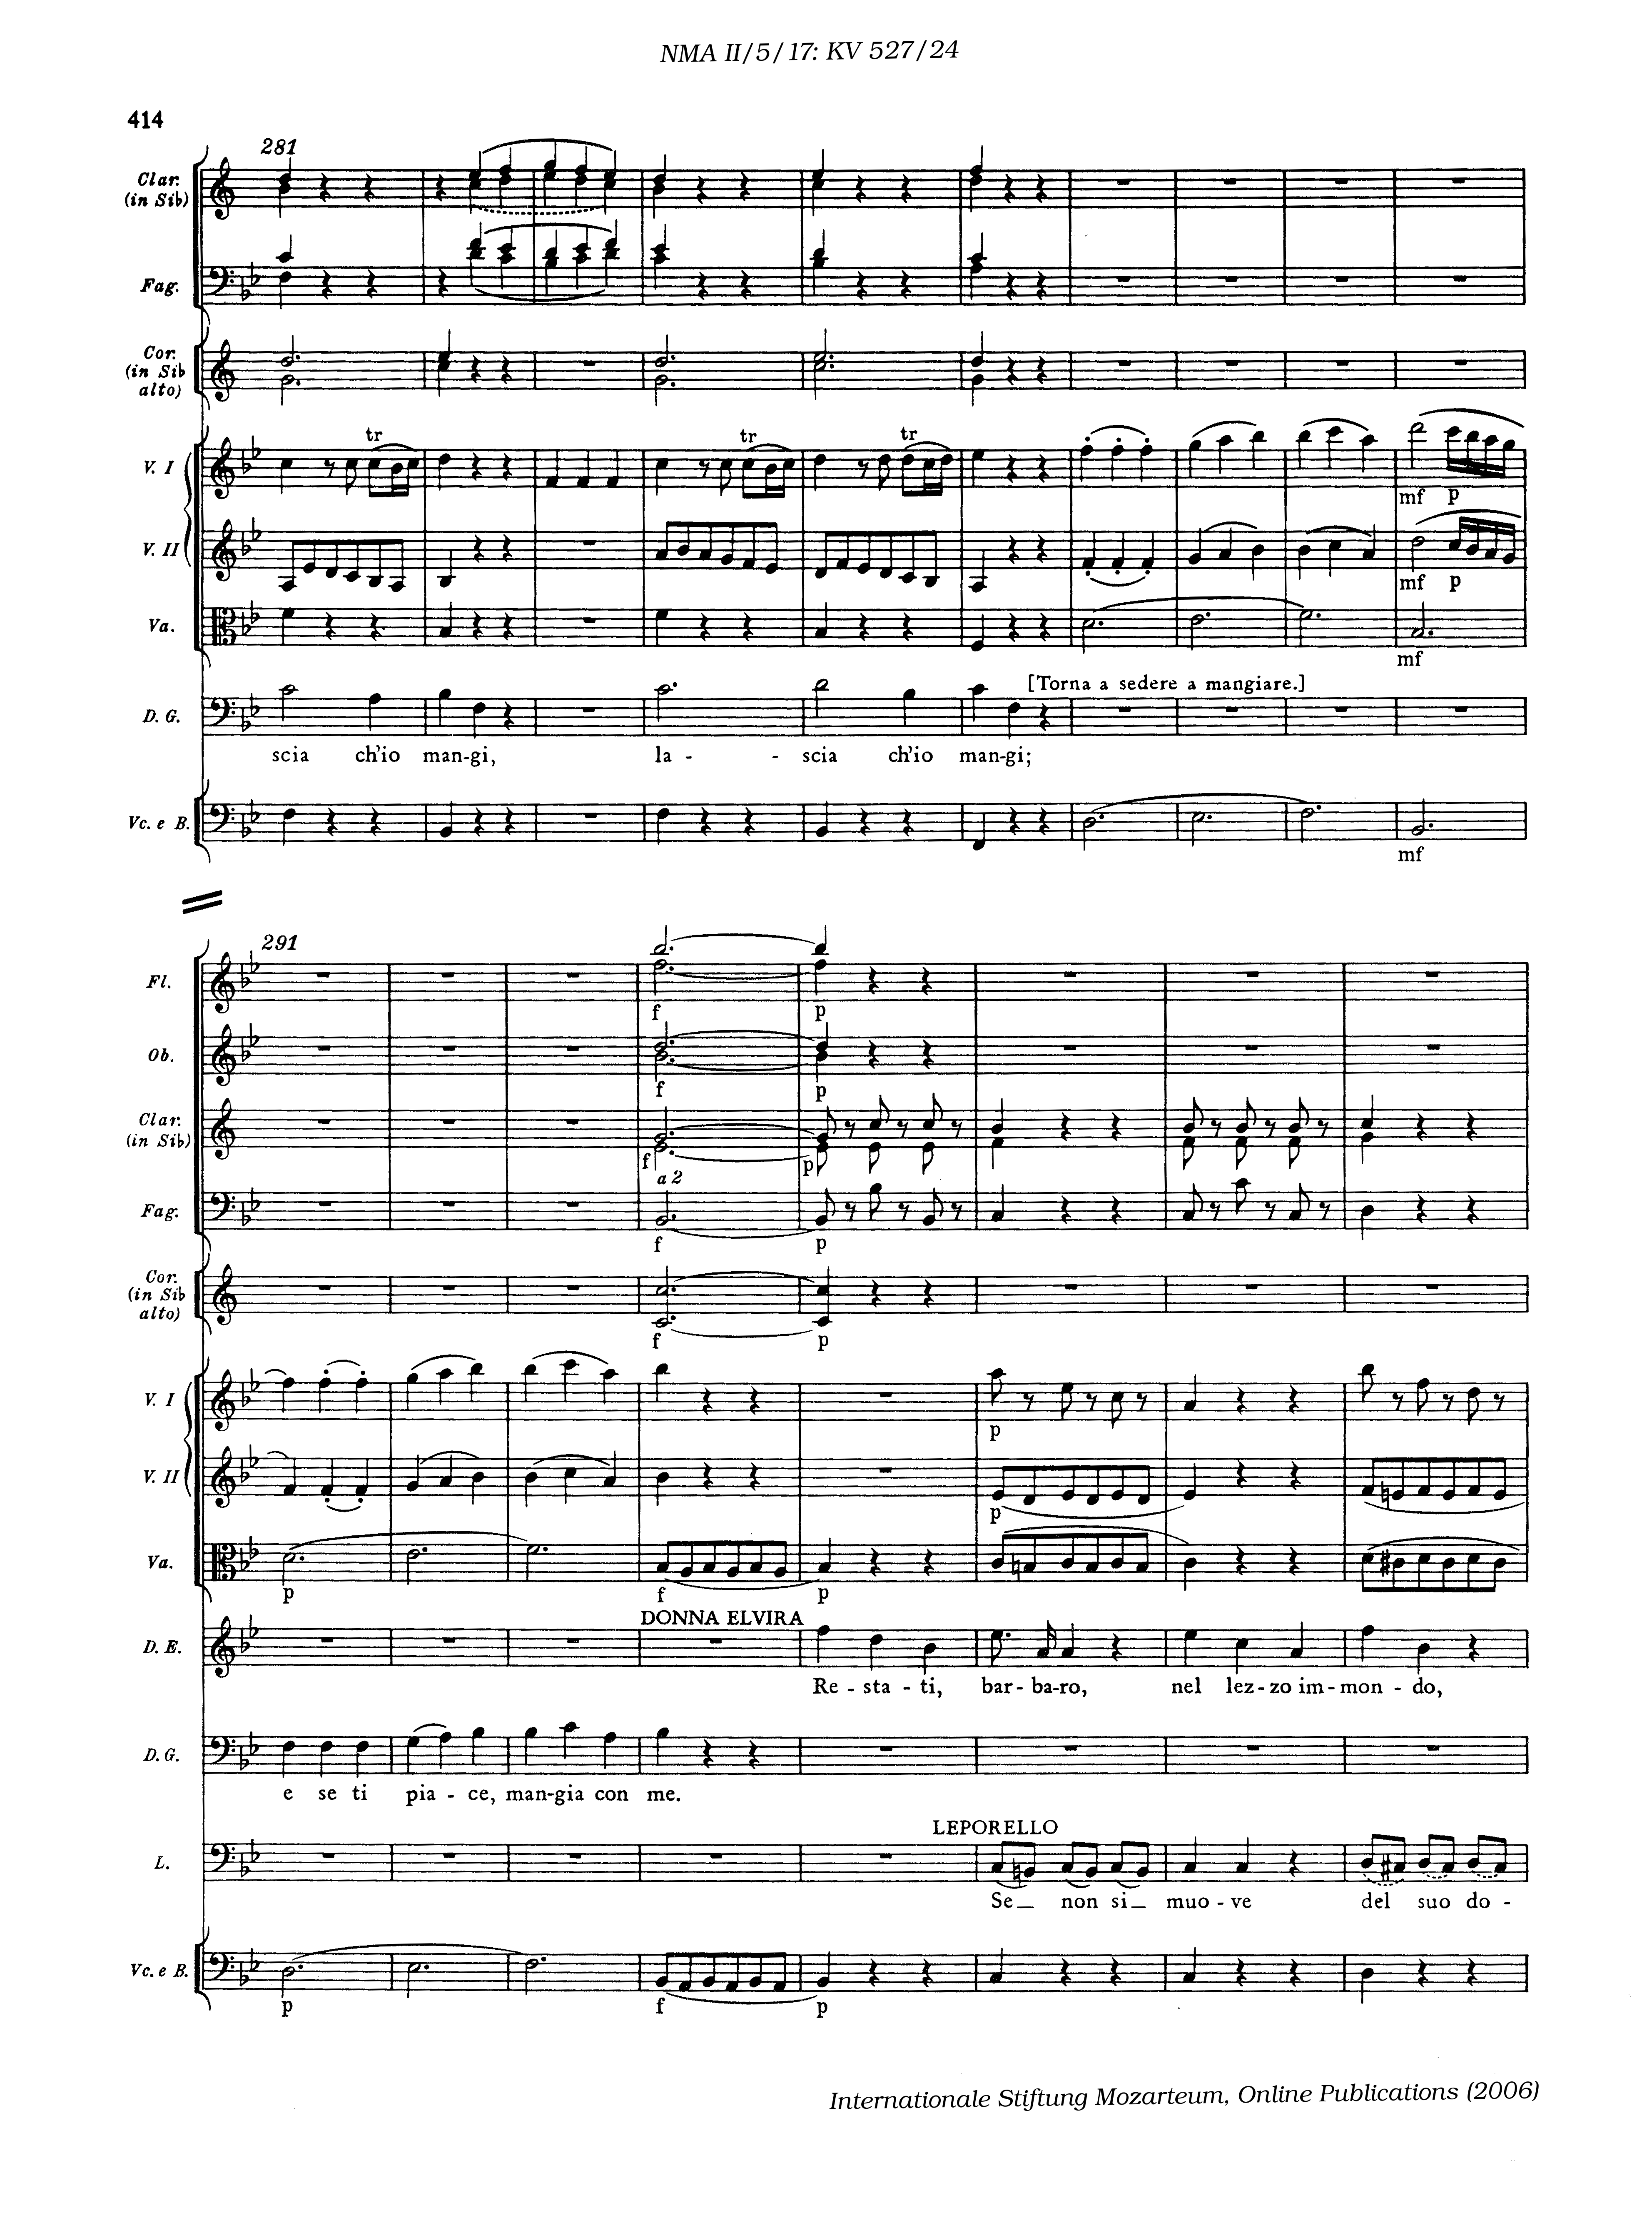 NMA II/5/17: KV 527/24
414
281
Clar.
(in Sib)
Fag.
Cor.
(in Sib
alto)
tr tr tr
V. I
mf p
V. II
mf p
Va.
mf
[Torna a sedere a mangiare.]
D. G.
scia ch'io man-gi, la - - scia ch'io man-gi;
Vc. e B.
mf
291
Fl.
f p
Ob.
f p
Clar.
(in Sib)
f p
a 2
Fag.
f p
Cor.
(in Sib
alto)
f p
V. I
p
V. II
p
Va.
p f p
DONNA ELVIRA
D. E.
Re - sta - ti, bar - ba-ro, nel lez - zo im - mon - do,
D. G.
e se ti pia - ce, man-gia con me.
LEPORELLO
L.
Se_ non si_ muo - ve del suo do -
Vc. e B.
p f p
Internationale Stiftung Mozarteum, Online Publications (2006)